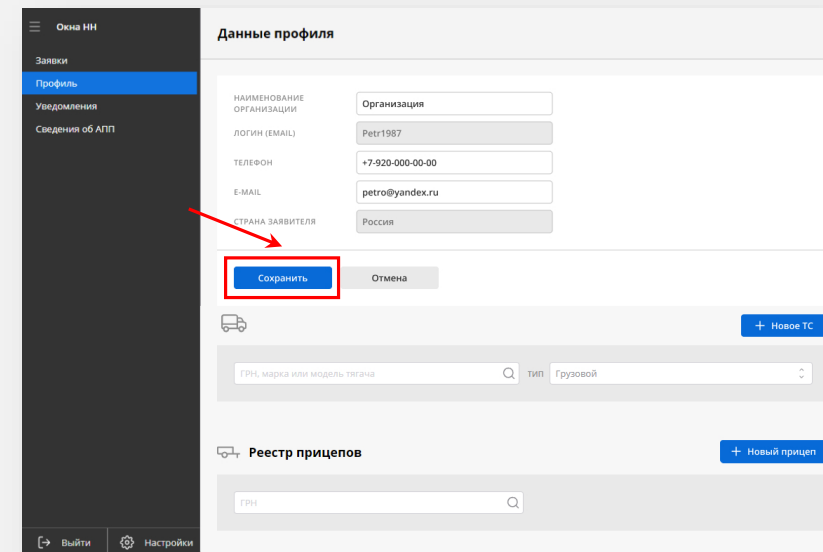 Окна НН
Заявки
Профиль
Уведомления
Сведения об АПП
Выйти
Настройки
Данные профиля
НАИМЕНОВАНИЕ
ОРГАНИЗАЦИИ
Организация
ЛОГИН (EMAIL)
Petr1987
ТЕЛЕФОН
+7-920-000-00-00
E-MAIL
petro@yandex.ru
СТРАНА ЗАЯВИТЕЛЯ
Россия
Сохранить
Отмена
+ Новое ТС
ГРН, марка или модель тягача
ТИП
Грузовой
Реестр прицепов
+ Новый прицеп
ГРН